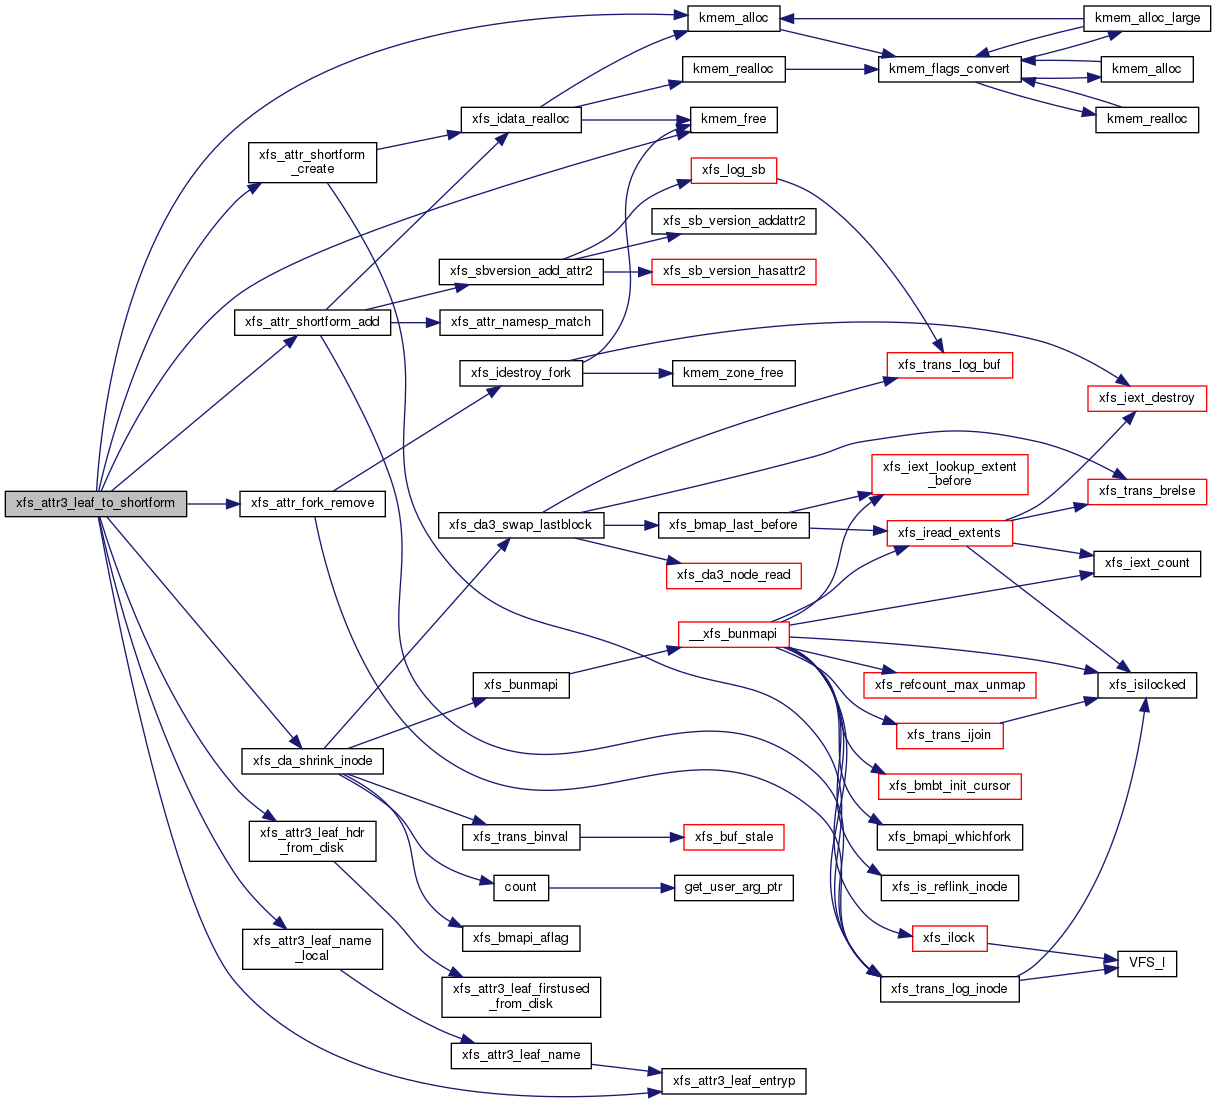 kmem_alloc
kmem_alloc_large
kmem_realloc
kmem_flags_convert
kmem_alloc
xfs_idata_realloc
kmem_free
kmem_realloc
xfs_attr_shortform
_create
xfs_log_sb
xfs_sb_version_addattr2
xfs_sbversion_add_attr2
xfs_sb_version_hasattr2
xfs_attr_shortform_add
xfs_attr_namesp_match
xfs_idestroy_fork
kmem_zone_free
xfs_trans_log_buf
xfs_iext_destroy
xfs_attr3_leaf_to_shortform
xfs_attr_fork_remove
xfs_iext_lookup_extent
_before
xfs_trans_brelse
xfs_da3_swap_lastblock
xfs_bmap_last_before
xfs_iread_extents
xfs_da3_node_read
xfs_iext_count
__xfs_bunmapi
xfs_bunmapi
xfs_refcount_max_unmap
xfs_isilocked
xfs_trans_ijoin
xfs_da_shrink_inode
xfs_bmbt_init_cursor
xfs_attr3_leaf_hdr
_from_disk
xfs_trans_binval
xfs_buf_stale
xfs_bmapi_whichfork
count
get_user_arg_ptr
xfs_is_reflink_inode
xfs_attr3_leaf_name
_local
xfs_bmapi_aflag
xfs_ilock
VFS_I
xfs_attr3_leaf_firstused
_from_disk
xfs_trans_log_inode
xfs_attr3_leaf_name
xfs_attr3_leaf_entryp